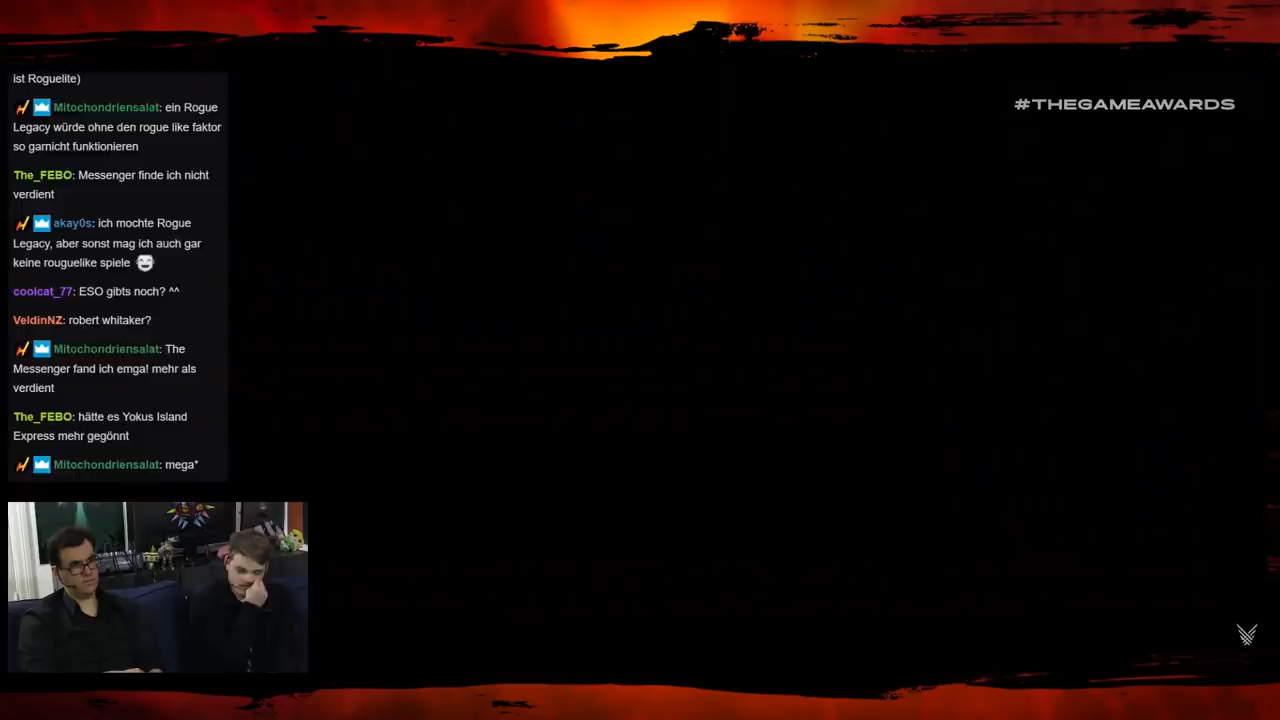 ist Roguelite)
Mitochondriensalat: ein Rogue
Legacy würde ohne den rogue like faktor
so garnicht funktionieren
The_FEBO: Messenger finde ich nicht
verdient
akay0s: ich mochte Rogue
Legacy, aber sonst mag ich auch gar
keine rouguelike spiele
coolcat_77: ESO gibts noch? ^^
VeldinNZ: robert whitaker?
Mitochondriensalat: The
Messenger fand ich emga! mehr als
verdient
The_FEBO: hätte es Yokus Island
Express mehr gegönnt
Mitochondriensalat: mega*
#THEGAMEAWARDS